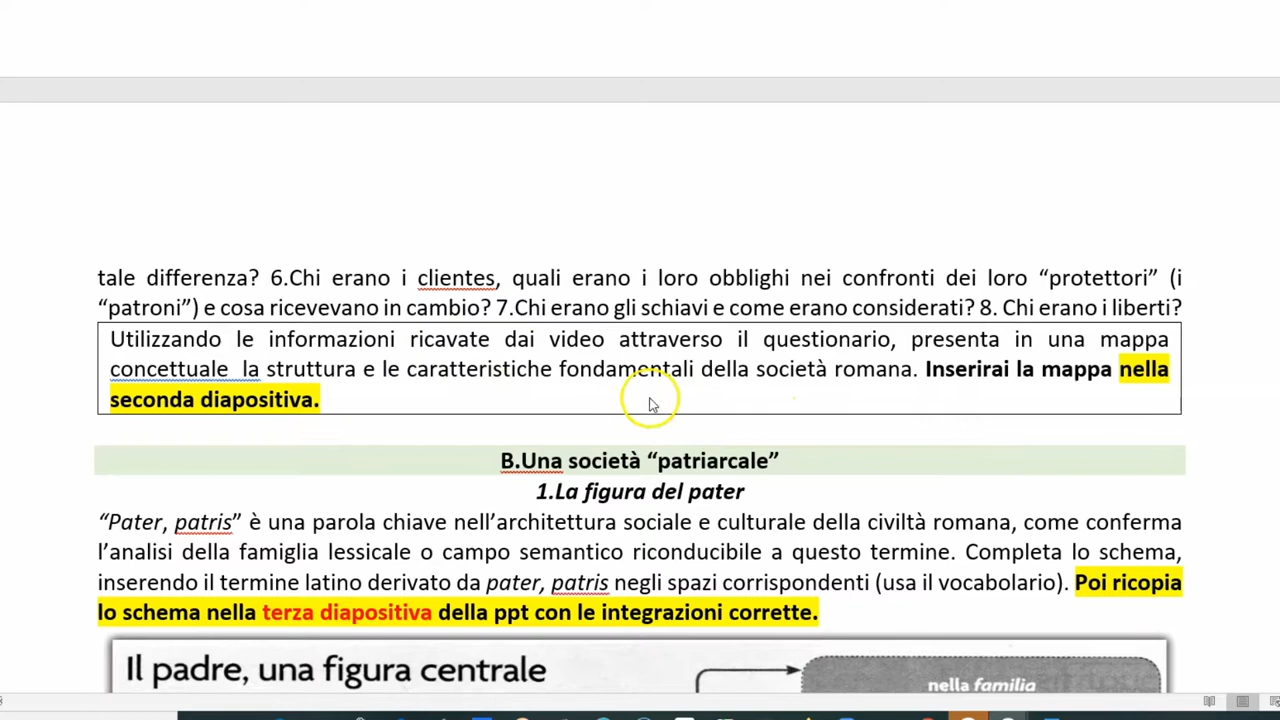 tale differenza? 6.Chi erano i clientes, quali erano i loro obblighi nei confronti dei loro “protettori” (i
“patroni”) e cosa ricevevano in cambio? 7.Chi erano gli schiavi e come erano considerati? 8. Chi erano i liberti?
Utilizzando le informazioni ricavate dai video attraverso il questionario, presenta in una mappa
concettuale la struttura e le caratteristiche fondamentali della società romana. Inserirai la mappa nella
seconda diapositiva.
B.Una società “patriarcale”
1.La figura del pater
“Pater, patris” è una parola chiave nell’architettura sociale e culturale della civiltà romana, come conferma
l’analisi della famiglia lessicale o campo semantico riconducibile a questo termine. Completa lo schema,
inserendo il termine latino derivato da pater, patris negli spazi corrispondenti (usa il vocabolario). Poi ricopia
lo schema nella terza diapositiva della ppt con le integrazioni corrette.
Il padre, una figura centrale
nella familia